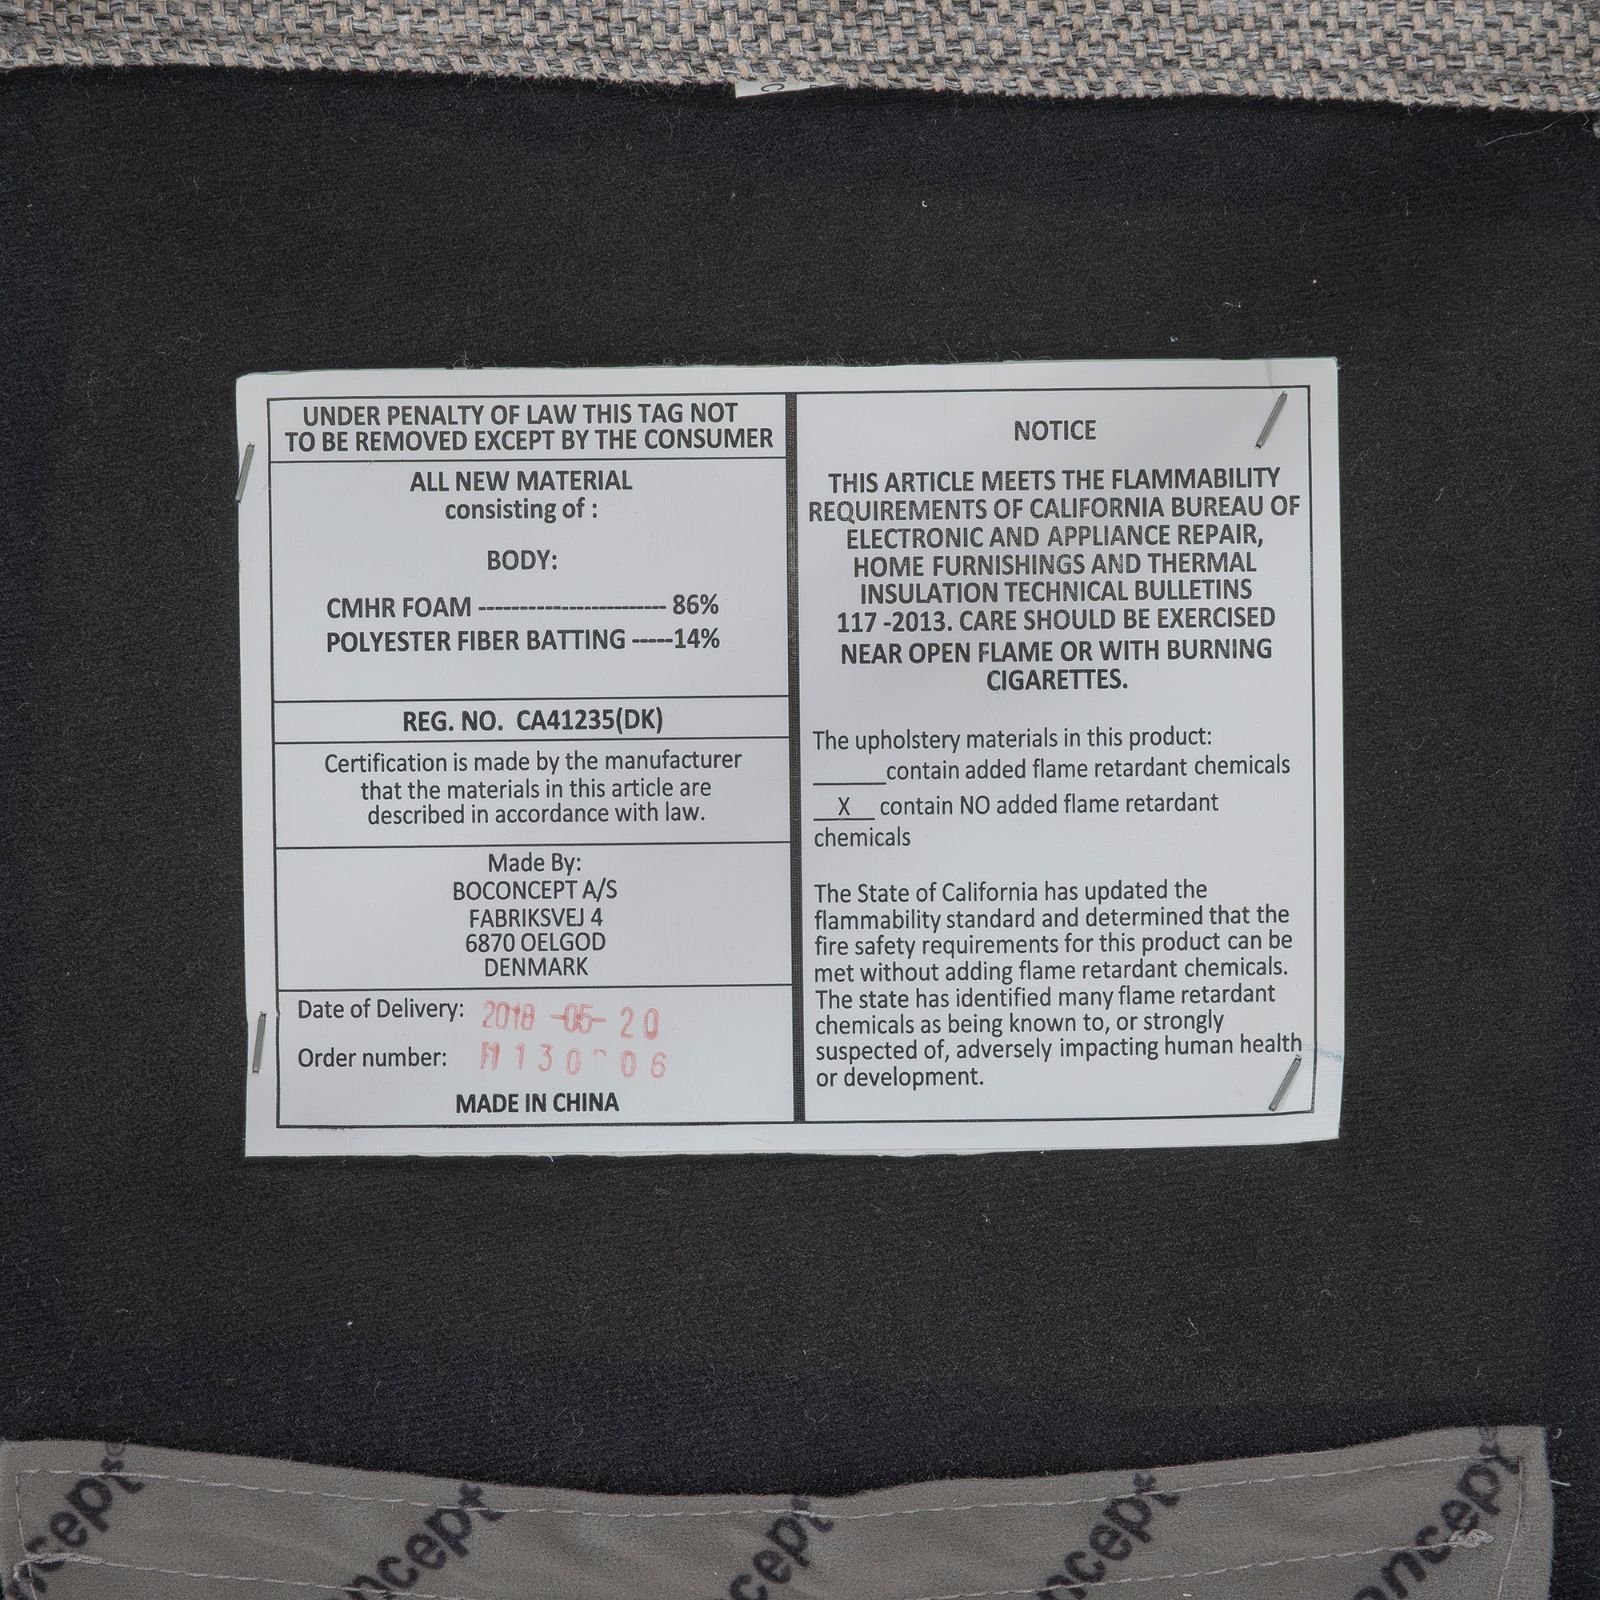 UNDER PENALTY OF LAW THIS TAG NOT
TO BE REMOVED EXCEPT BY THE CONSUMER
ALL NEW MATERIAL
consisting of :
BODY:
CMHR FOAM ----------------------- 86%
POLYESTER FIBER BATTING -----14%
REG. NO. CA41235(DK)
Certification is made by the manufacturer
that the materials in this article are
described in accordance with law.
Made By:
BOCONCEPT A/S
FABRIKSVEJ 4
6870 OELGOD
DENMARK
Date of Delivery: 2018-05-20
Order number:
MADE IN CHINA
NOTICE
THIS ARTICLE MEETS THE FLAMMABILITY
REQUIREMENTS OF CALIFORNIA BUREAU OF
ELECTRONIC AND APPLIANCE REPAIR,
HOME FURNISHINGS AND THERMAL
INSULATION TECHNICAL BULLETINS
117 -2013. CARE SHOULD BE EXERCISED
NEAR OPEN FLAME OR WITH BURNING
CIGARETTES.
The upholstery materials in this product:
______contain added flame retardant chemicals
__X__ contain NO added flame retardant
chemicals
The State of California has updated the
flammability standard and determined that the
fire safety requirements for this product can be
met without adding flame retardant chemicals.
The state has identified many flame retardant
chemicals as being known to, or strongly
suspected of, adversely impacting human health
or development.
ncept
ncept
ncept
ncept
oncept